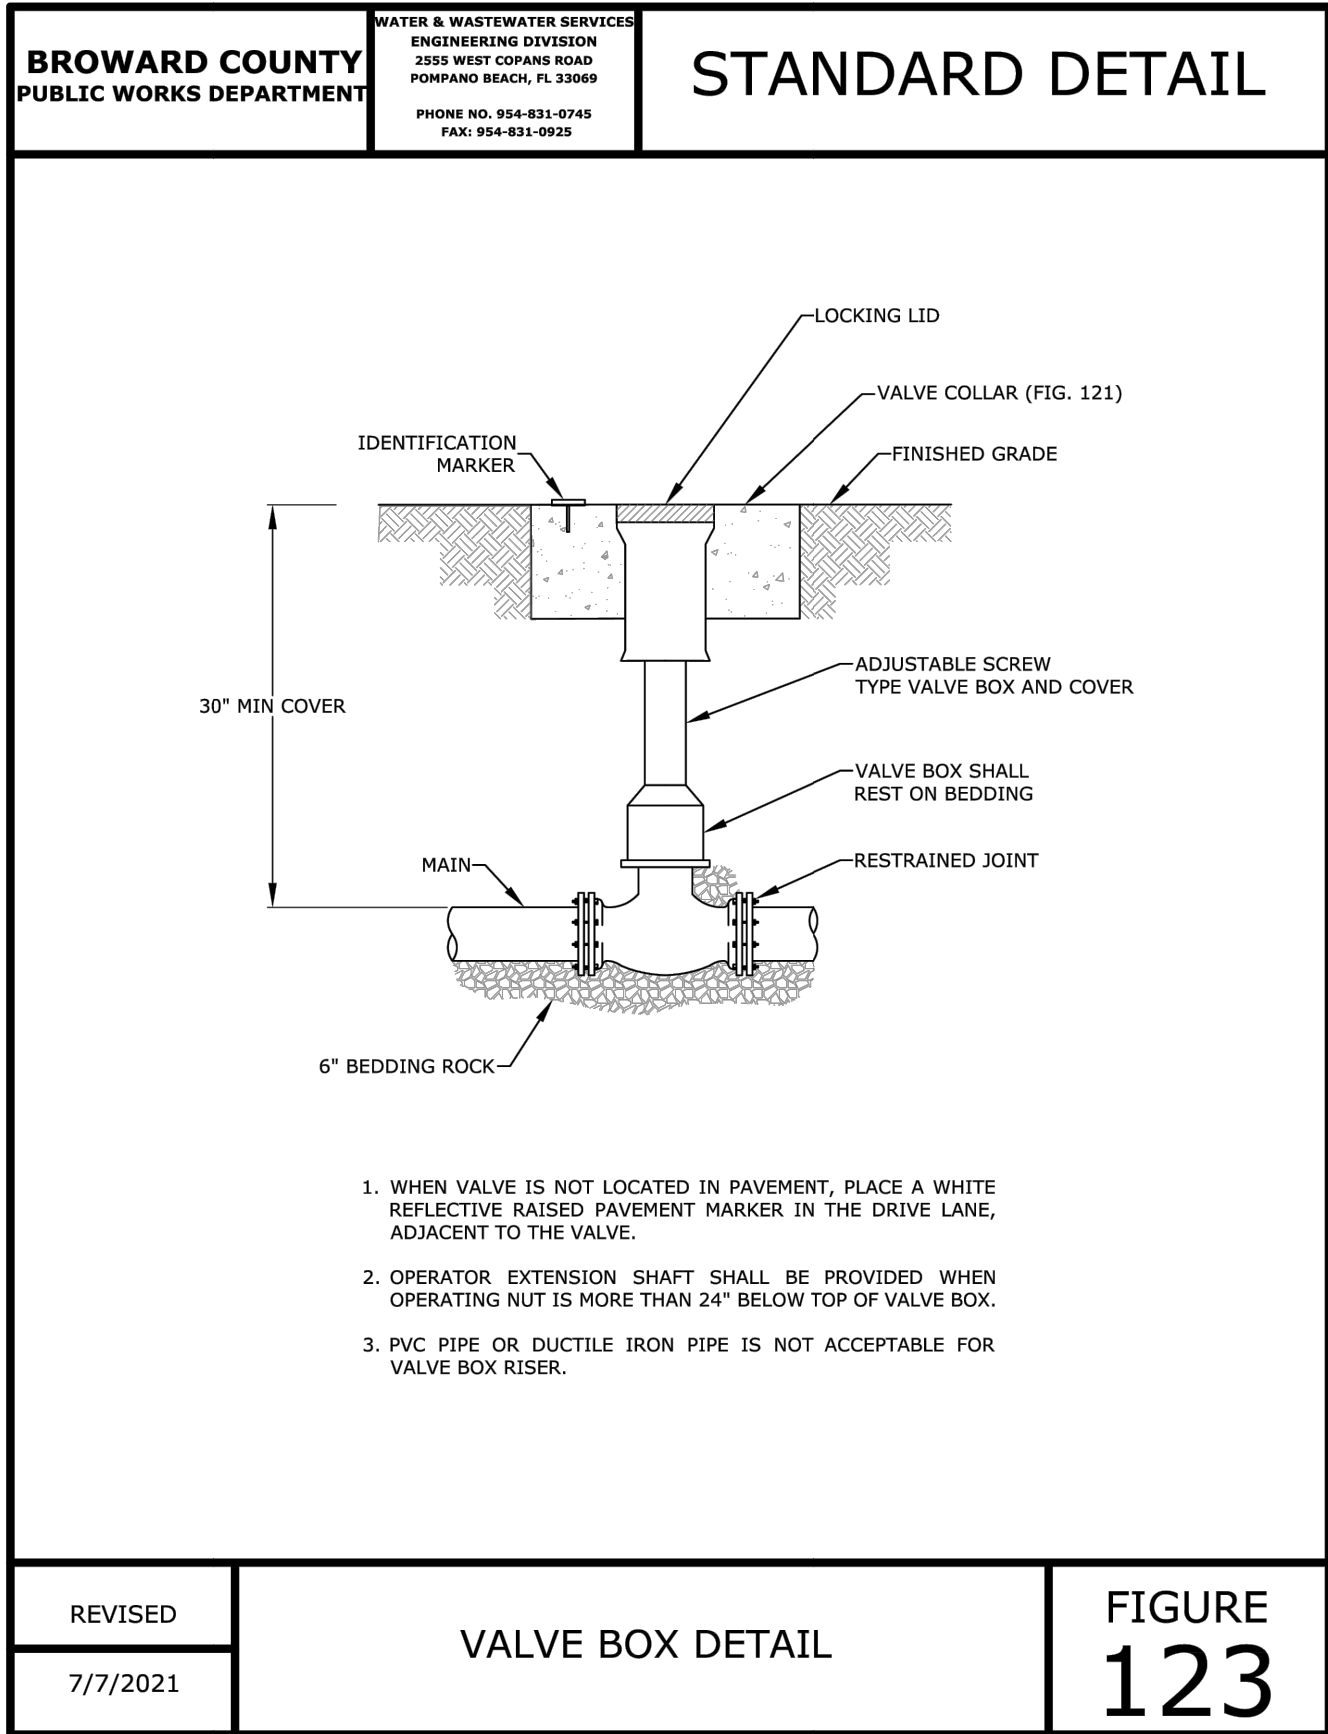 BROWARD COUNTY
PUBLIC WORKS DEPARTMENT
WATER & WASTEWATER SERVICES
ENGINEERING DIVISION
2555 WEST COPANS ROAD
POMPANO BEACH, FL 33069
PHONE NO. 954-831-0745
FAX: 954-831-0925
STANDARD DETAIL
LOCKING LID
VALVE COLLAR (FIG. 121)
IDENTIFICATION
MARKER
FINISHED GRADE
ADJUSTABLE SCREW
TYPE VALVE BOX AND COVER
30" MIN COVER
VALVE BOX SHALL
REST ON BEDDING
MAIN
RESTRAINED JOINT
6" BEDDING ROCK
1. WHEN VALVE IS NOT LOCATED IN PAVEMENT, PLACE A WHITE
REFLECTIVE RAISED PAVEMENT MARKER IN THE DRIVE LANE,
ADJACENT TO THE VALVE.
2. OPERATOR EXTENSION SHAFT SHALL BE PROVIDED WHEN
OPERATING NUT IS MORE THAN 24" BELOW TOP OF VALVE BOX.
3. PVC PIPE OR DUCTILE IRON PIPE IS NOT ACCEPTABLE FOR
VALVE BOX RISER.
REVISED
7/7/2021
VALVE BOX DETAIL
FIGURE
123